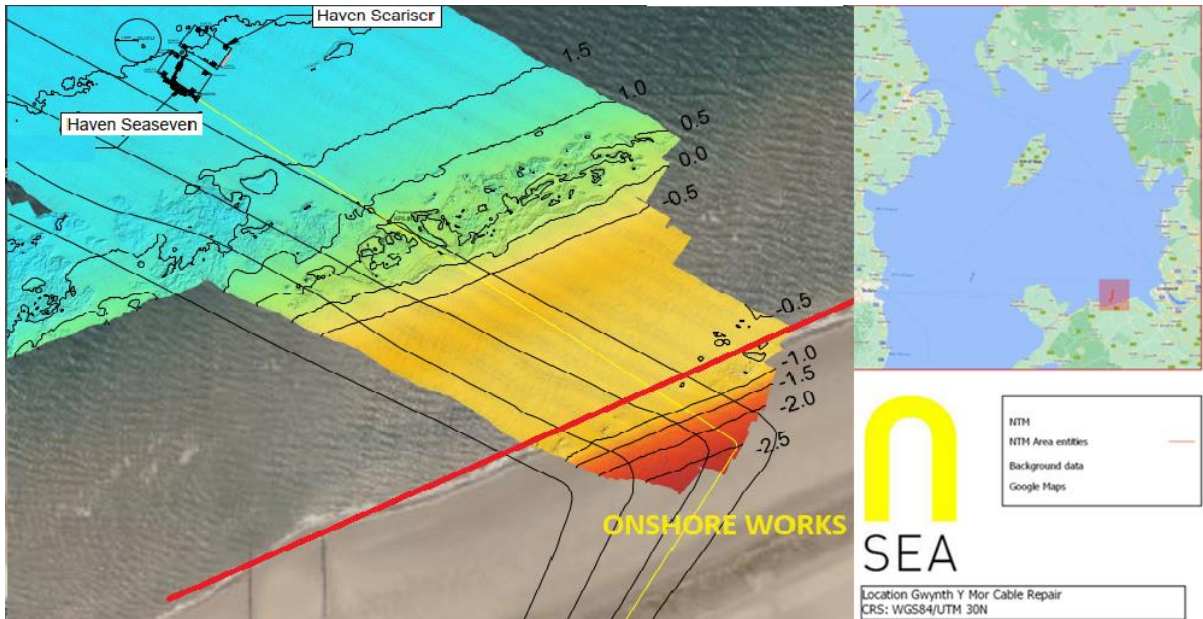 Haven Scariscr
Haven Seaseven
1.5
1.0
0.5
0.0
-0.5
-0.5
-1.0
-1.5
-2.0
-2.5
ONSHORE WORKS
n
SEA
NTM
NTM Area entities
Background data
Google Maps
Location Gwynth Y Mor Cable Repair
CRS: WGS84/UTM 30N